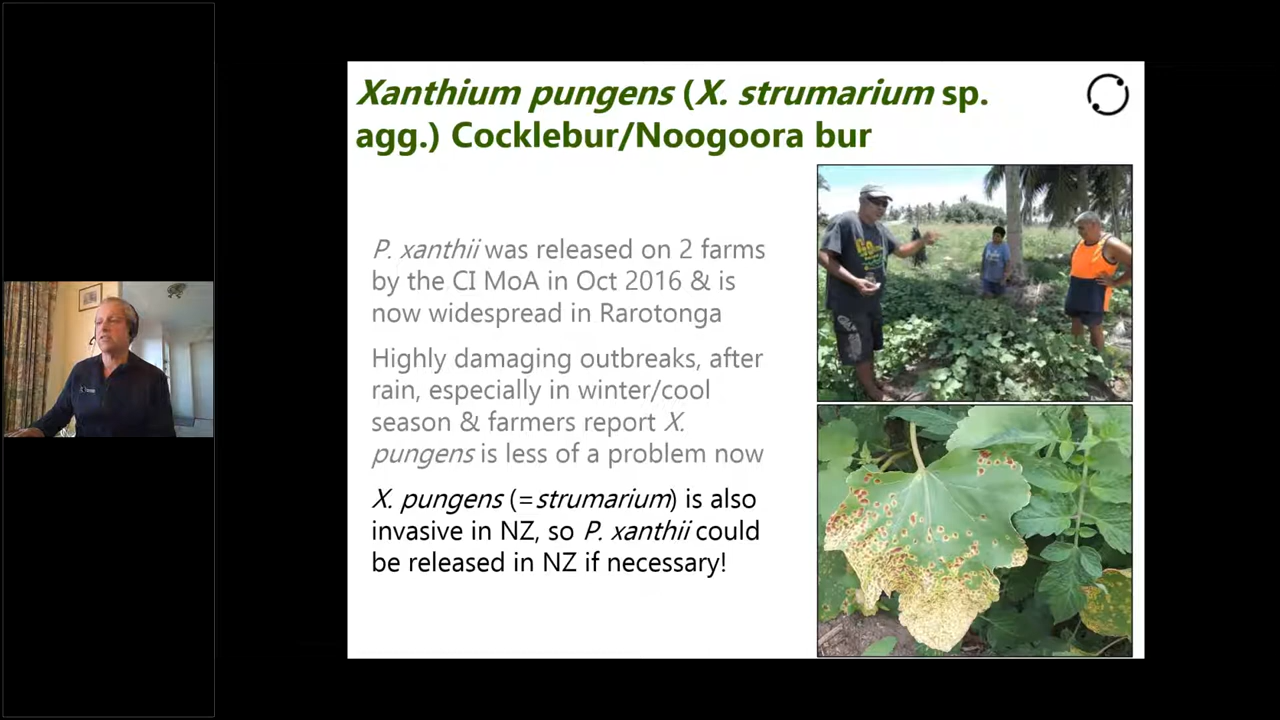 Xanthium pungens (X. strumarium sp.
agg.) Cocklebur/Noogoora bur
P. xanthii was released on 2 farms
by the CI MoA in Oct 2016 & is
now widespread in Rarotonga
Highly damaging outbreaks, after
rain, especially in winter/cool
season & farmers report X.
pungens is less of a problem now
X. pungens (=strumarium) is also
invasive in NZ, so P. xanthii could
be released in NZ if necessary!